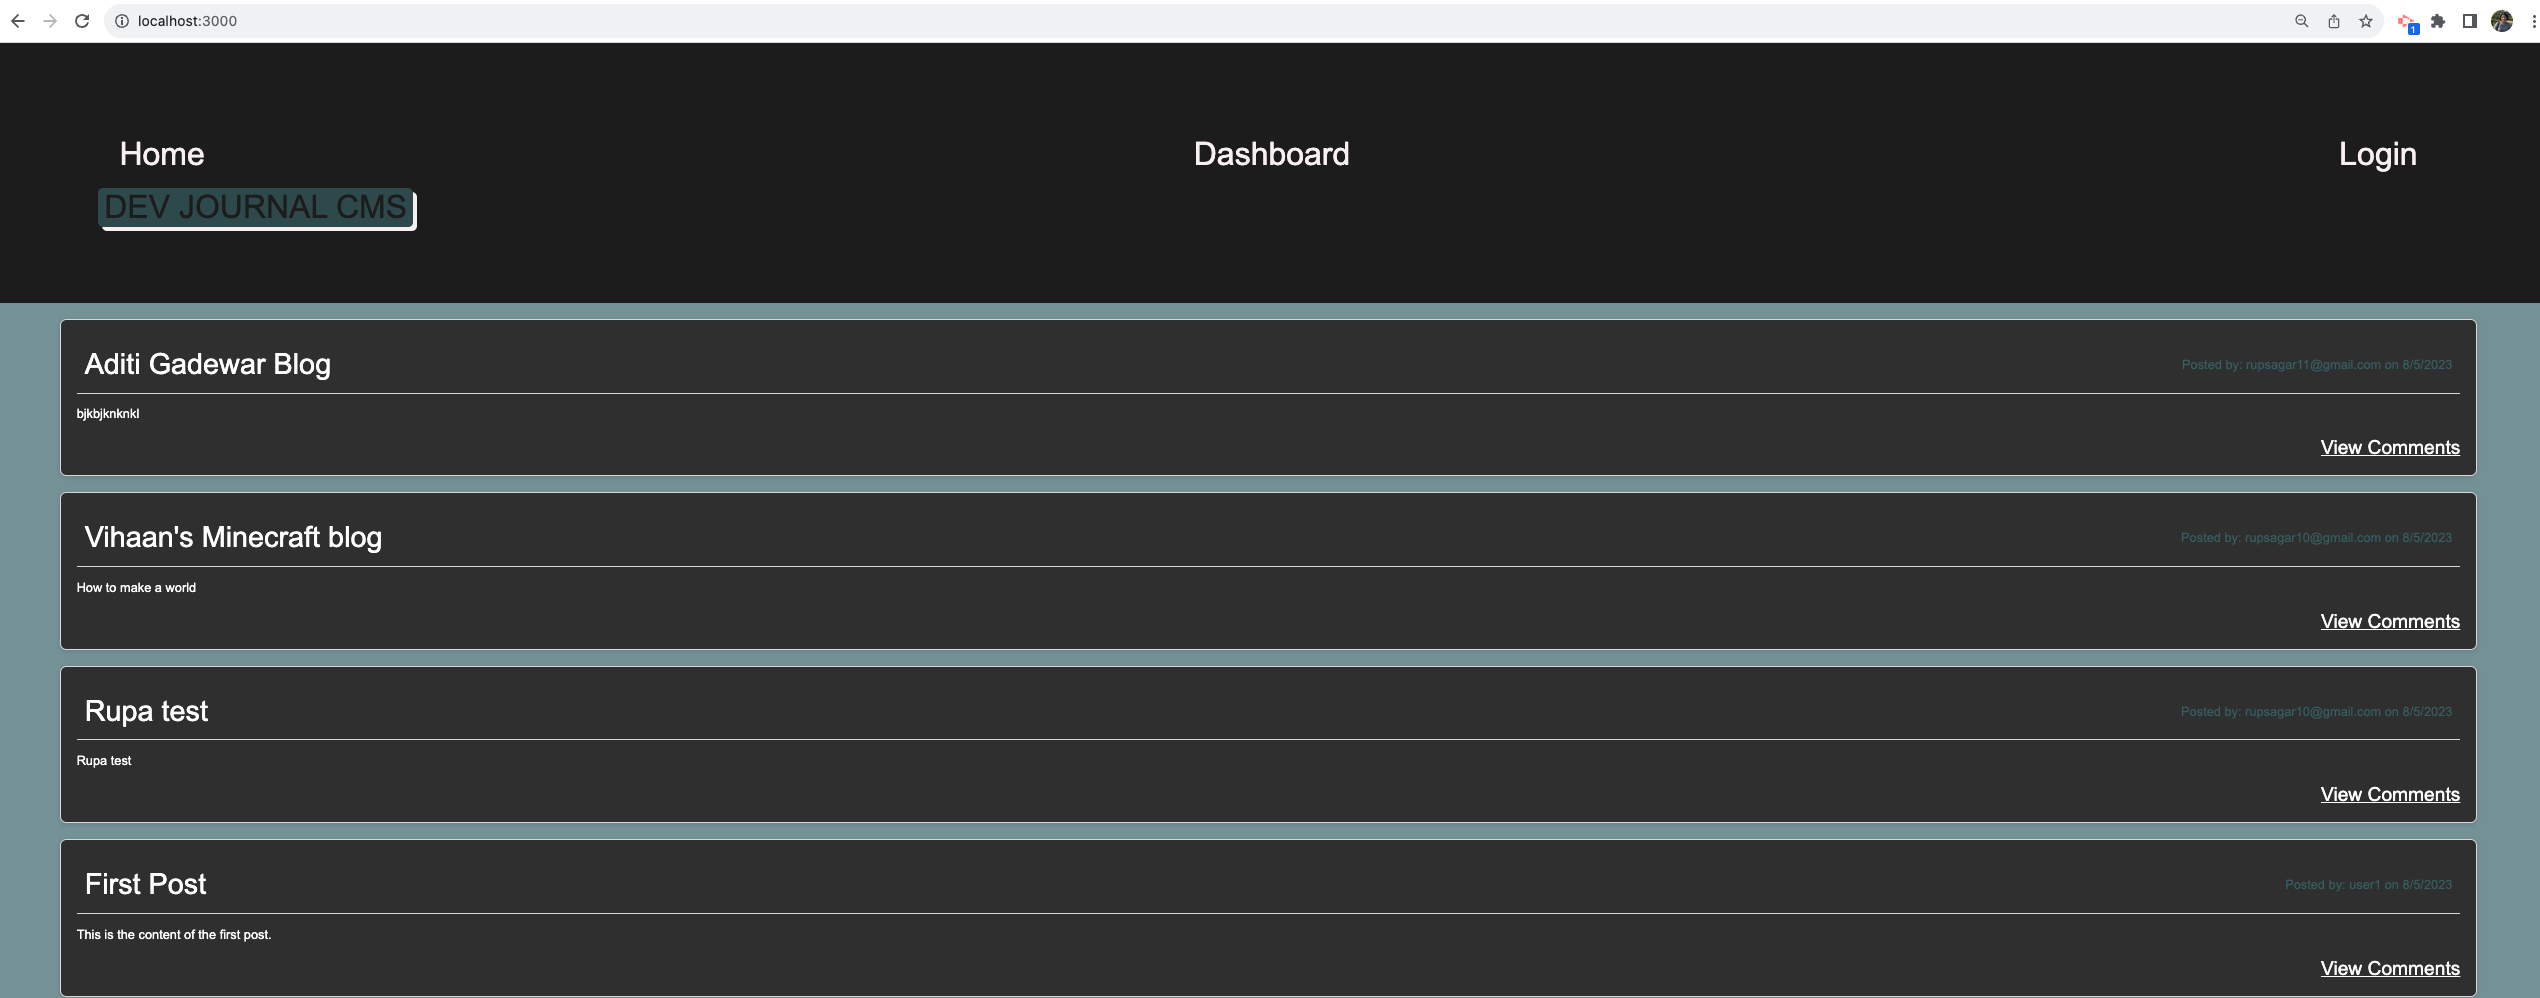 localhost:3000
1
Home Dashboard Login
DEV JOURNAL CMS
Aditi Gadewar Blog Posted by: rupsagar11@gmail.com on 8/5/2023
bjkbjknknkl
View Comments
Vihaan's Minecraft blog Posted by: rupsagar10@gmail.com on 8/5/2023
How to make a world
View Comments
Rupa test Posted by: rupsagar10@gmail.com on 8/5/2023
Rupa test
View Comments
First Post Posted by: user1 on 8/5/2023
This is the content of the first post.
View Comments